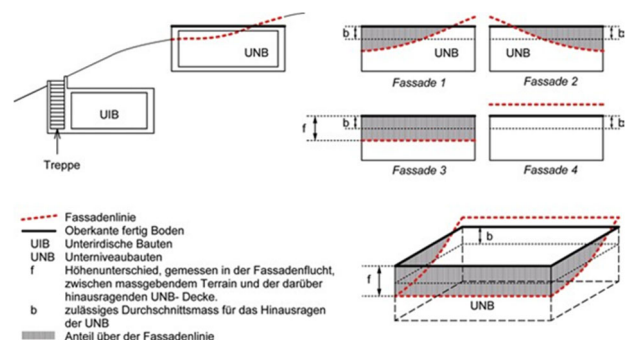 UNB
UIB
Treppe
b
UNB
Fassade 1
UNB
b
Fassade 2
f
b
Fassade 3
b
Fassade 4
Fassadenlinie
Oberkante fertig Boden
UIB Unterirdische Bauten
UNB Unterniveaubauten
f Höhenunterschied, gemessen in der Fassadenflucht,
zwischen massgebendem Terrain und der darüber
hinausragenden UNB- Decke.
b zulässiges Durchschnittsmass für das Hinausragen
der UNB
Anteil über der Fassadenlinie
b
f
UNB